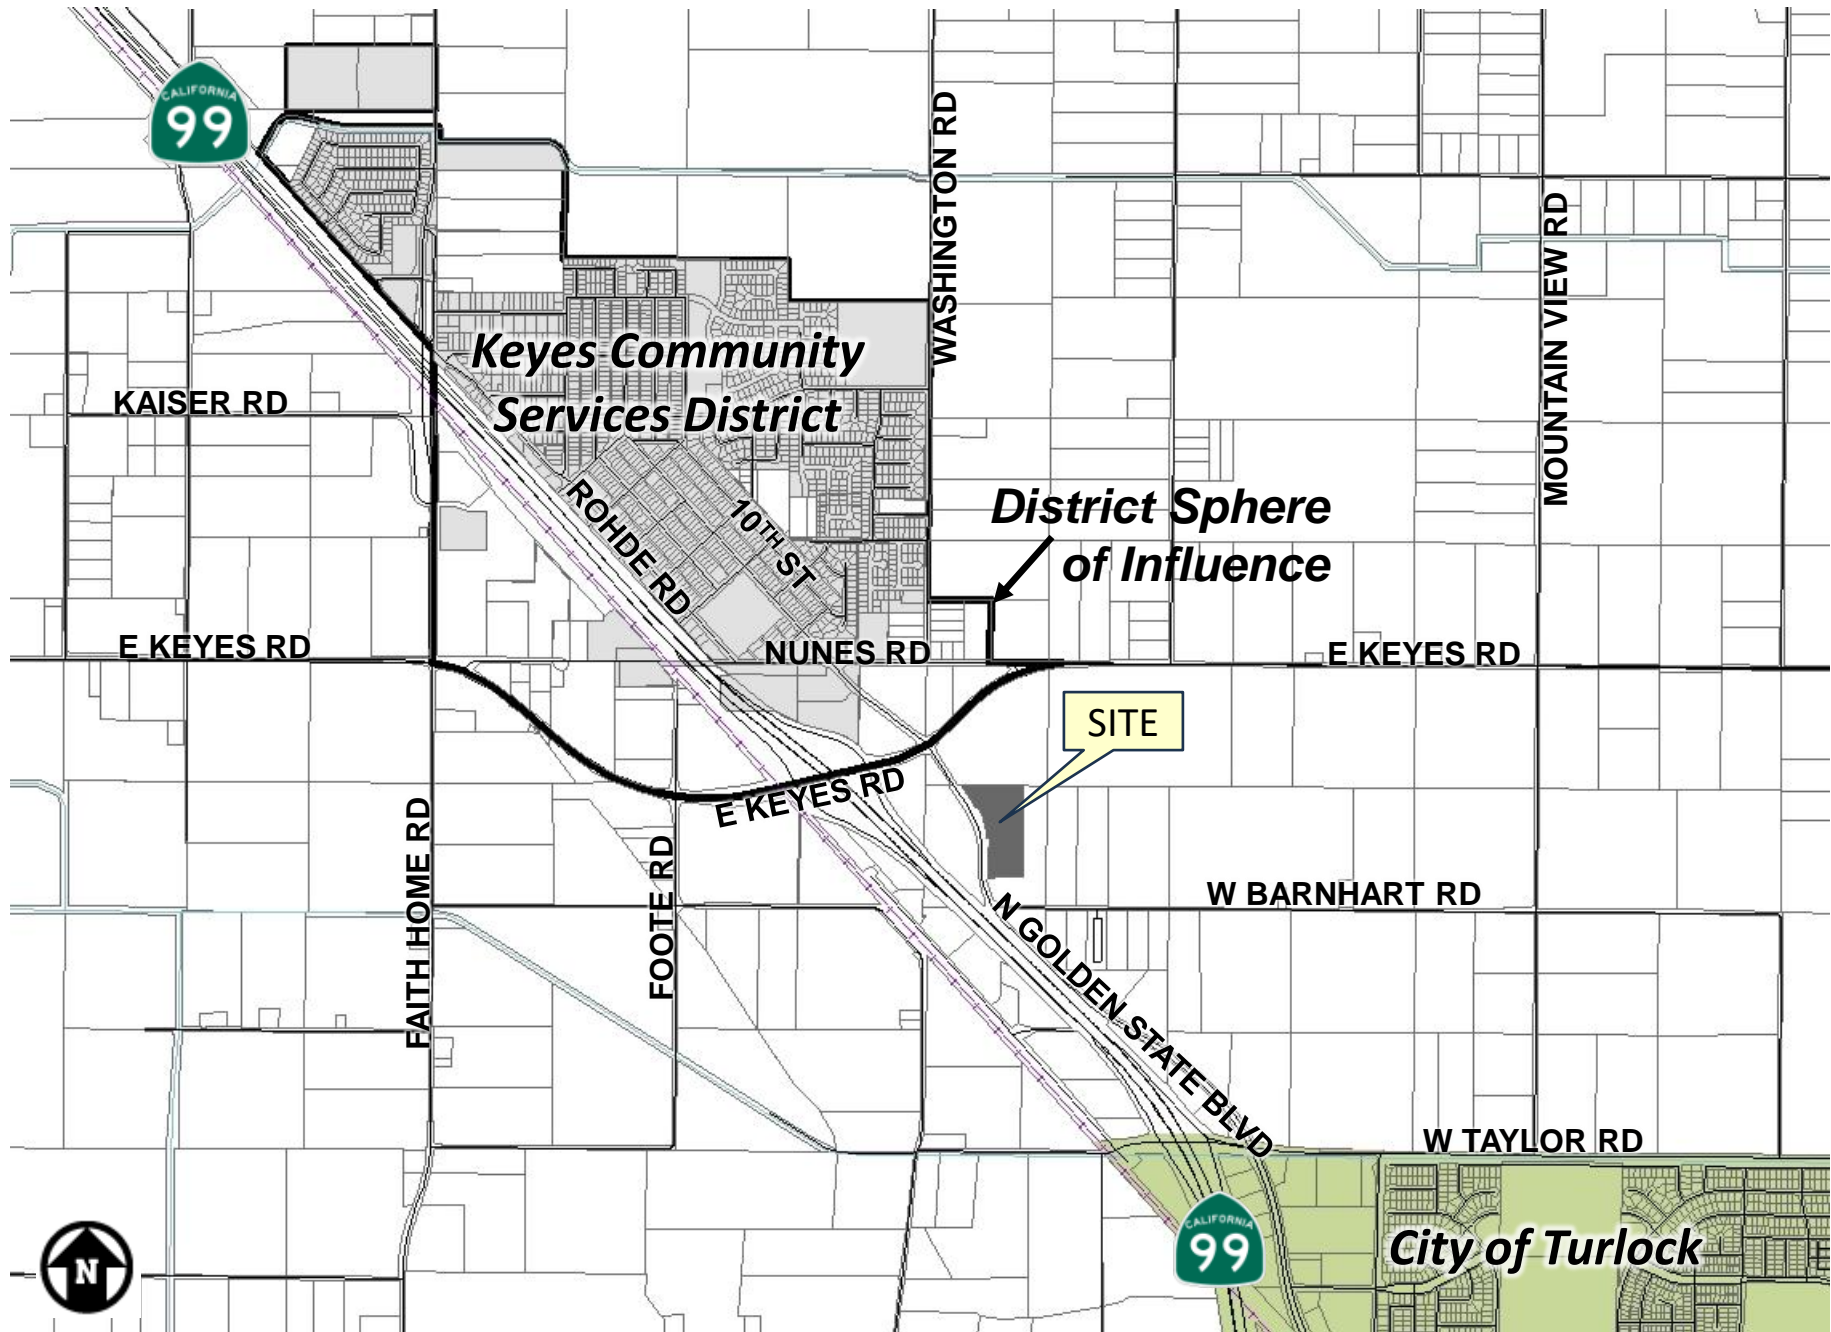 CALIFORNIA
99
WASHINGTON RD
MOUNTAIN VIEW RD
Keyes Community
Services District
KAISER RD
ROHDE RD
10TH ST
District Sphere
of Influence
E KEYES RD
NUNES RD
E KEYES RD
SITE
E KEYES RD
FAITH HOME RD
FOOTE RD
W BARNHART RD
N GOLDEN STATE BLVD
W TAYLOR RD
CALIFORNIA
99
City of Turlock
N